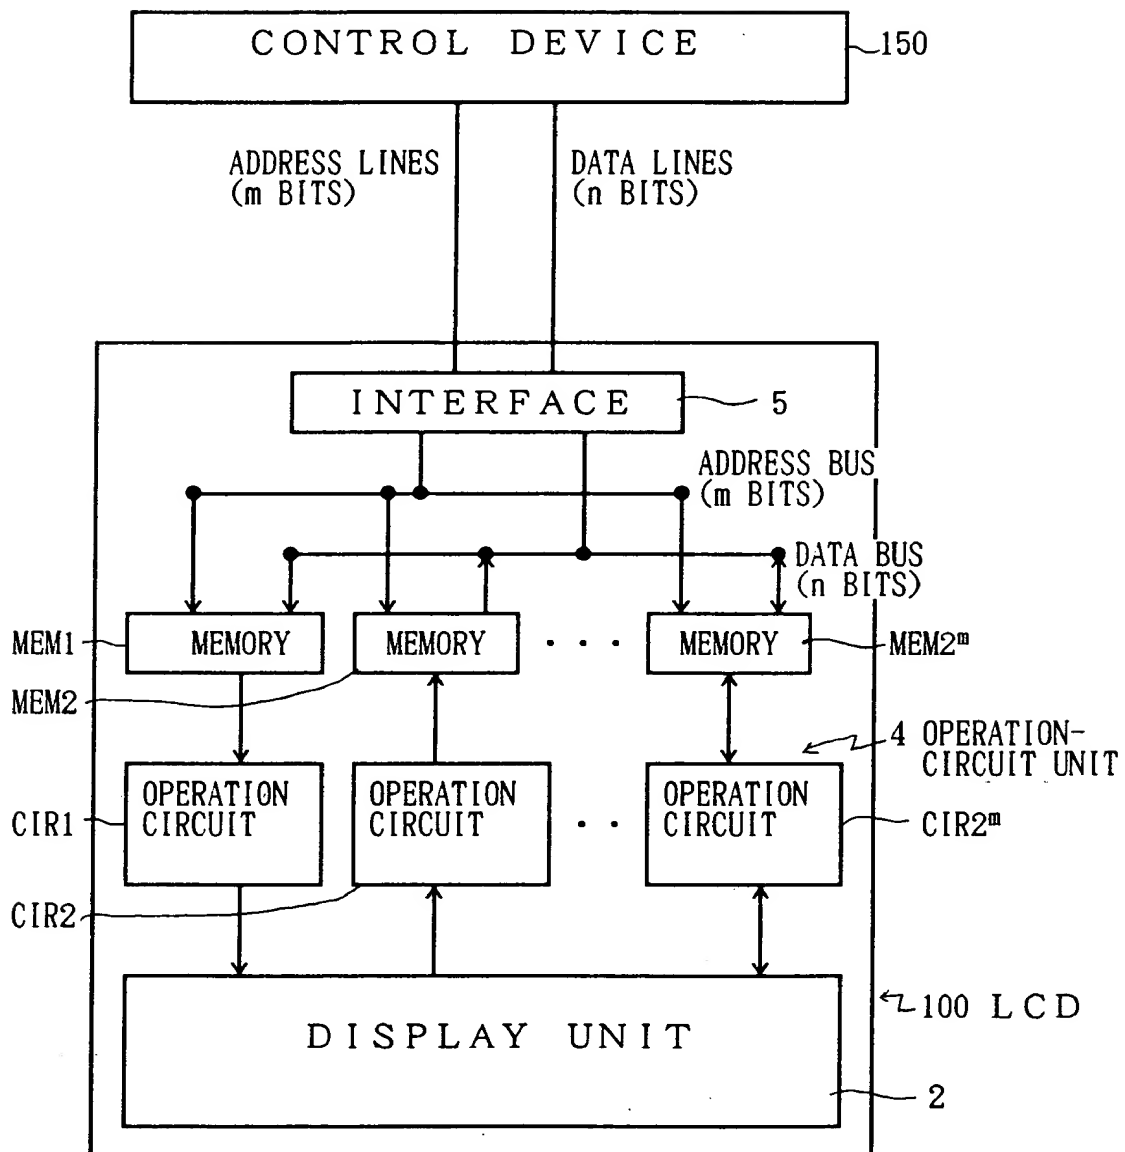 CONTROL DEVICE
150
ADDRESS LINES
(m BITS)
DATA LINES
(n BITS)
INTERFACE
5
ADDRESS BUS
(m BITS)
DATA BUS
(n BITS)
MEM1
MEMORY
MEMORY
· · ·
MEMORY
MEM2ᵐ
MEM2
4 OPERATION-
CIRCUIT UNIT
OPERATION
CIRCUIT
OPERATION
CIRCUIT
· ·
OPERATION
CIRCUIT
CIR1
CIR2ᵐ
CIR2
100 LCD
DISPLAY UNIT
2